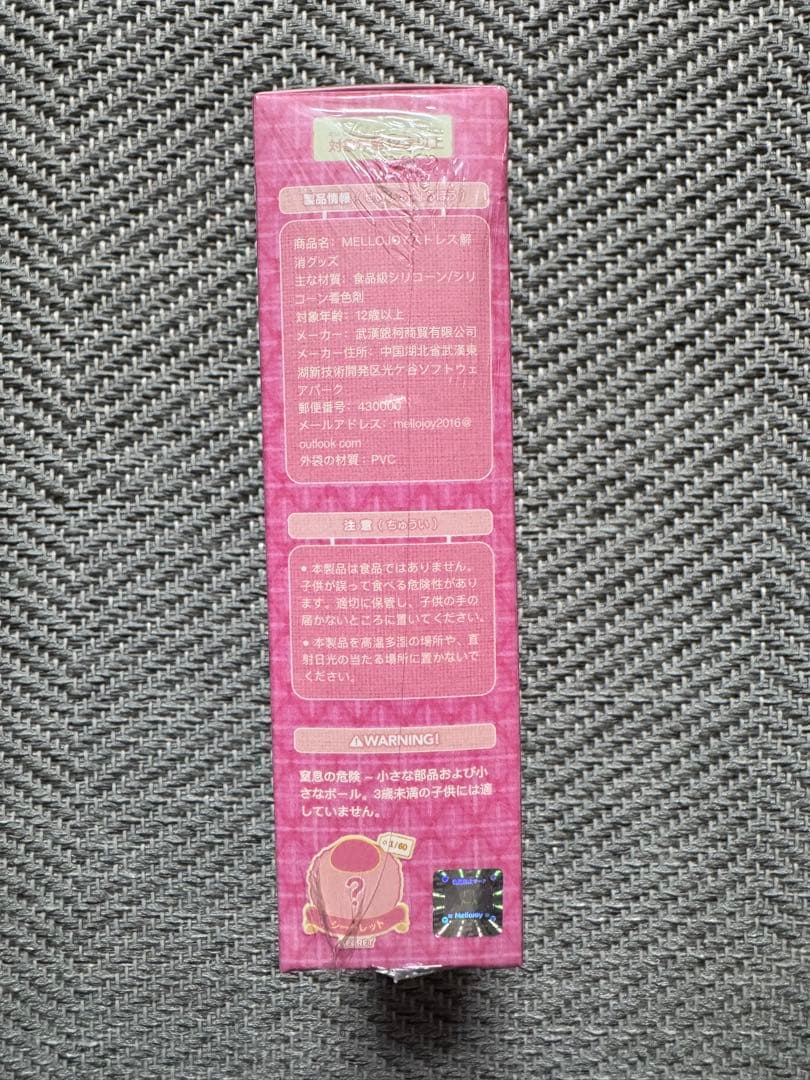 対象年齢12歳以上
製品情報
商品名：MELLOJOYストレス解
消グッズ
主な材質：食品級シリコーン/シリ
コーン着色剤
対象年齢：12歳以上
メーカー：武漢銀柯商貿有限公司
メーカー住所：中国湖北省武漢東
湖新技術開発区光ケ谷ソフトウェ
アパーク
郵便番号：430000
メールアドレス：mellojoy2016@
outlook.com
外袋の材質：PVC
注意（ちゅうい）
• 本製品は食品ではありません。
子供が誤って食べる危険性があり
ます。適切に保管し、子供の手の
届かないところに置いてください。
• 本製品を高温多湿の場所や、直
射日光の当たる場所に置かないで
ください。
⚠WARNING!
窒息の危険 – 小さな部品および小
さなボール。3歳未満の子供には適
していません。
1/60
?
シークレット
SECRET
Mellojoy